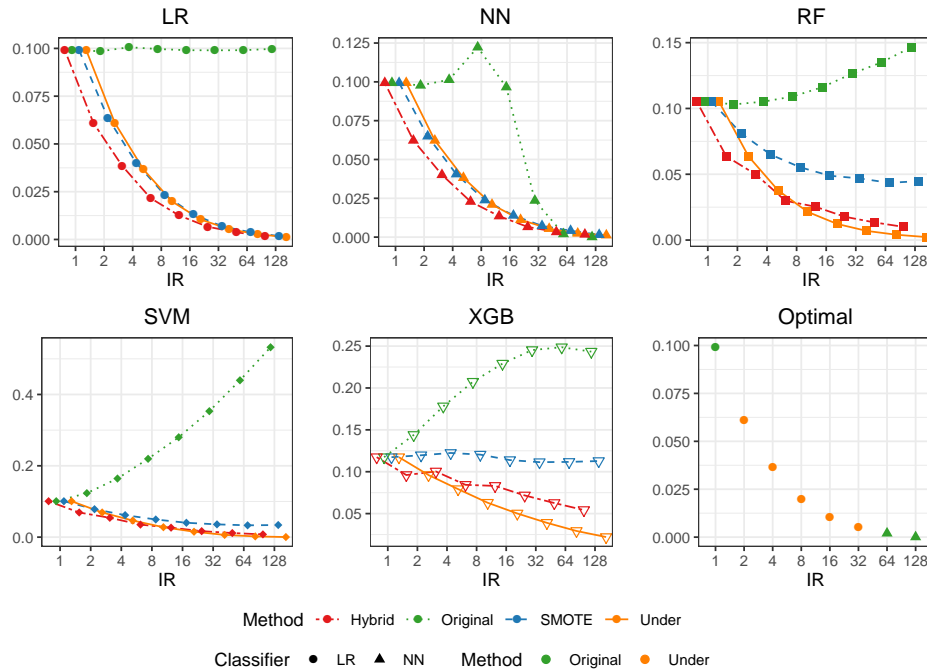 LR
0.100
0.075
0.050
0.025
0.000
1 2 4 8 16 32 64 128
IR
NN
0.125
0.100
0.075
0.050
0.025
0.000
1 2 4 8 16 32 64 128
IR
RF
0.15
0.10
0.05
0.00
1 2 4 8 16 32 64 128
IR
SVM
0.4
0.2
0.0
1 2 4 8 16 32 64 128
IR
XGB
0.25
0.20
0.15
0.10
0.05
1 2 4 8 16 32 64 128
IR
Optimal
0.100
0.075
0.050
0.025
0.000
1 2 4 8 16 32 64 128
IR
Method Hybrid Original SMOTE Under
Classifier LR NN Method Original Under